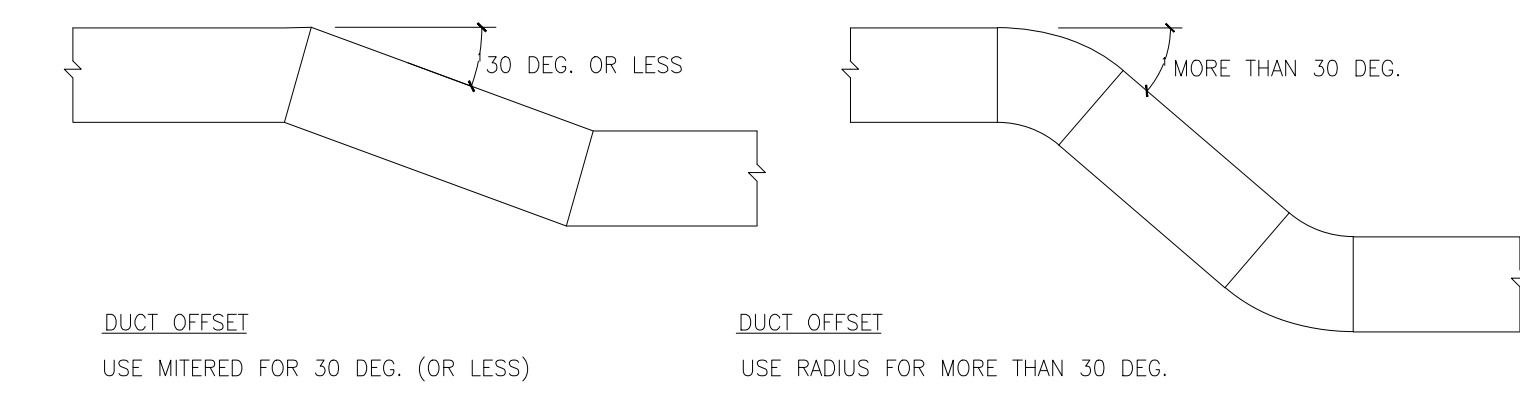 30 DEG. OR LESS
MORE THAN 30 DEG.
DUCT OFFSET
USE MITERED FOR 30 DEG. (OR LESS)
DUCT OFFSET
USE RADIUS FOR MORE THAN 30 DEG.